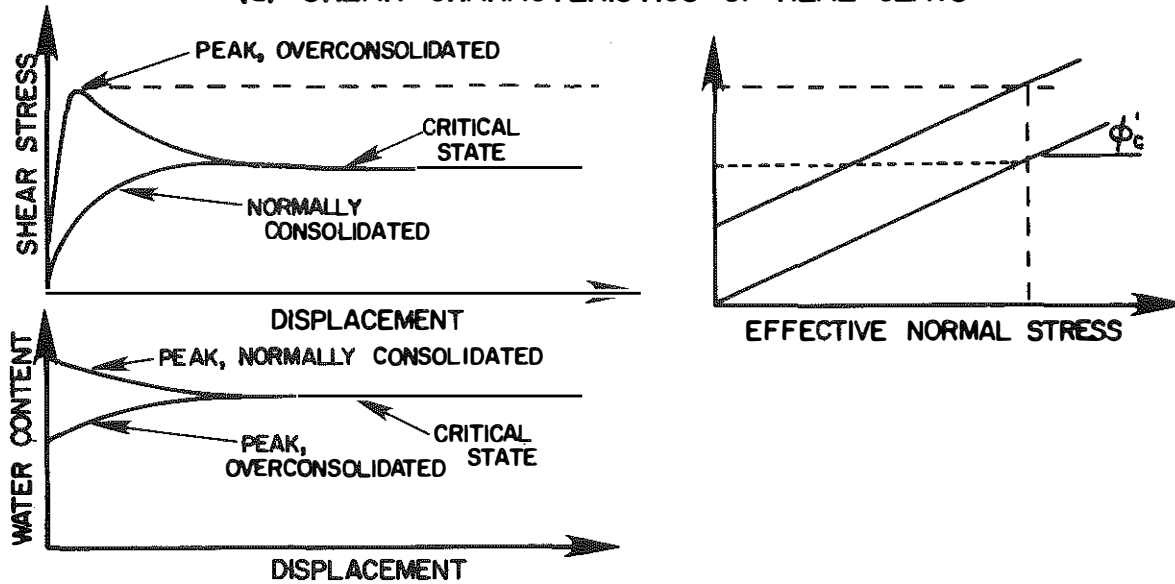 SHEAR STRESS
PEAK, OVERCONSOLIDATED
CRITICAL
STATE
NORMALLY
CONSOLIDATED
DISPLACEMENT
ϕ'c
EFFECTIVE NORMAL STRESS
WATER CONTENT
PEAK, NORMALLY CONSOLIDATED
CRITICAL
STATE
PEAK,
OVERCONSOLIDATED
DISPLACEMENT